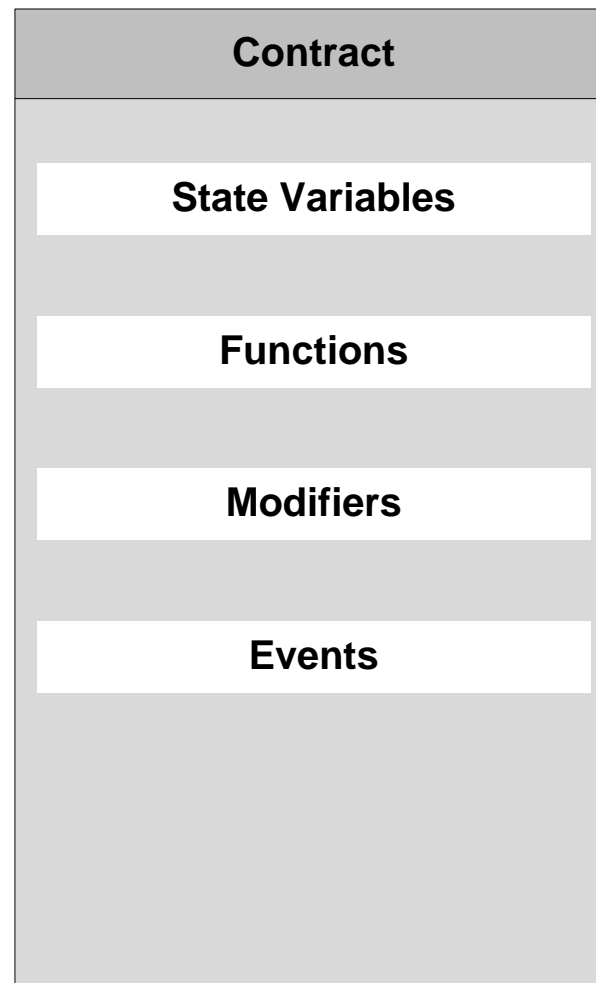 Contract
State Variables
Functions
Modifiers
Events